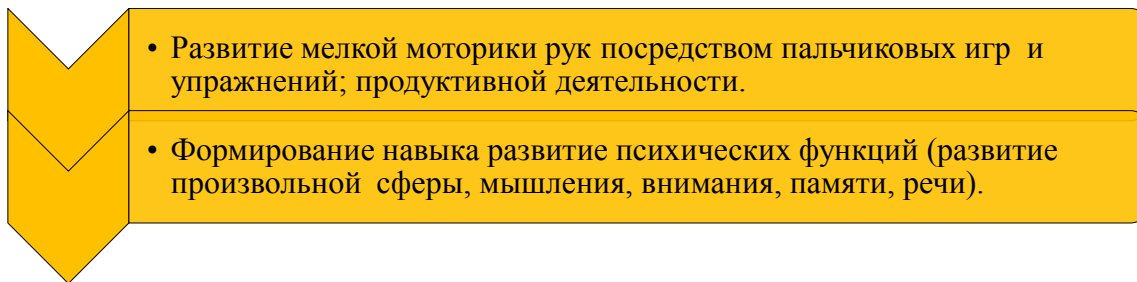 • Развитие мелкой моторики рук посредством пальчиковых игр и
упражнений; продуктивной деятельности.
• Формирование навыка развитие психических функций (развитие
произвольной сферы, мышления, внимания, памяти, речи).